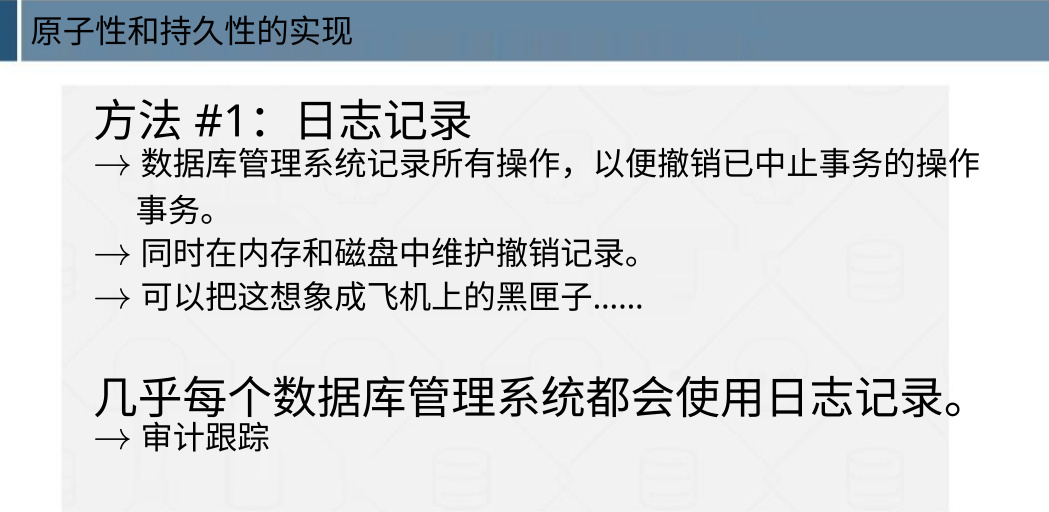 原子性和持久性的实现
方法 #1：日志记录
→ 数据库管理系统记录所有操作，以便撤销已中止事务的操作
事务。
→ 同时在内存和磁盘中维护撤销记录。
→ 可以把这想象成飞机上的黑匣子......
几乎每个数据库管理系统都会使用日志记录。
→ 审计跟踪